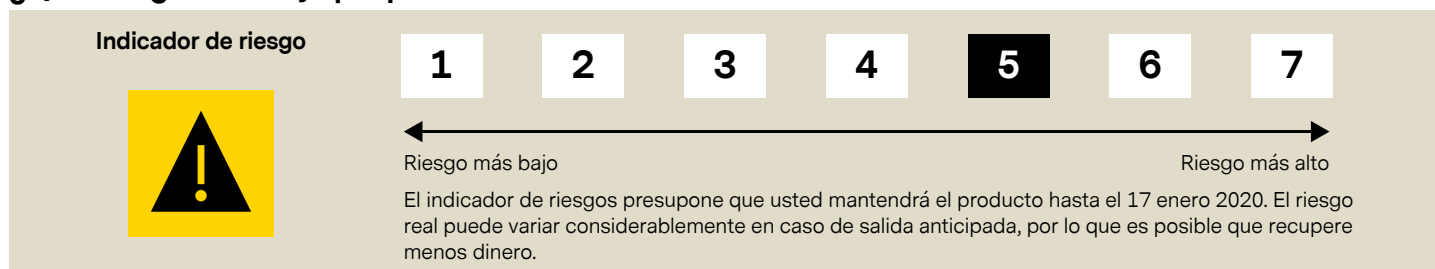 Indicador de riesgo
1 2 3 4 5 6 7
Riesgo más bajo
Riesgo más alto
El indicador de riesgos presupone que usted mantendrá el producto hasta el 17 enero 2020. El riesgo
real puede variar considerablemente en caso de salida anticipada, por lo que es posible que recupere
menos dinero.